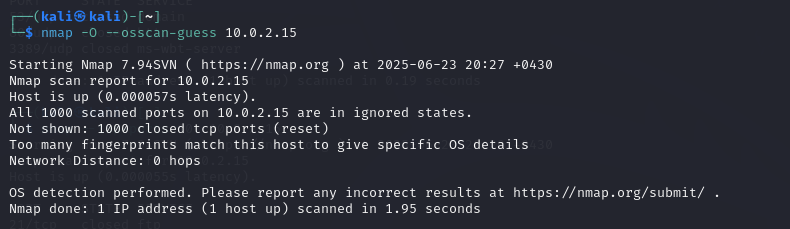 ┌──(kali㉿kali)-[~]
└─$ nmap -O --osscan-guess 10.0.2.15
Starting Nmap 7.94SVN ( https://nmap.org ) at 2025-06-23 20:27 +0430
Nmap scan report for 10.0.2.15
Host is up (0.000057s latency).
All 1000 scanned ports on 10.0.2.15 are in ignored states.
Not shown: 1000 closed tcp ports (reset)
Too many fingerprints match this host to give specific OS details
Network Distance: 0 hops
OS detection performed. Please report any incorrect results at https://nmap.org/submit/ .
Nmap done: 1 IP address (1 host up) scanned in 1.95 seconds